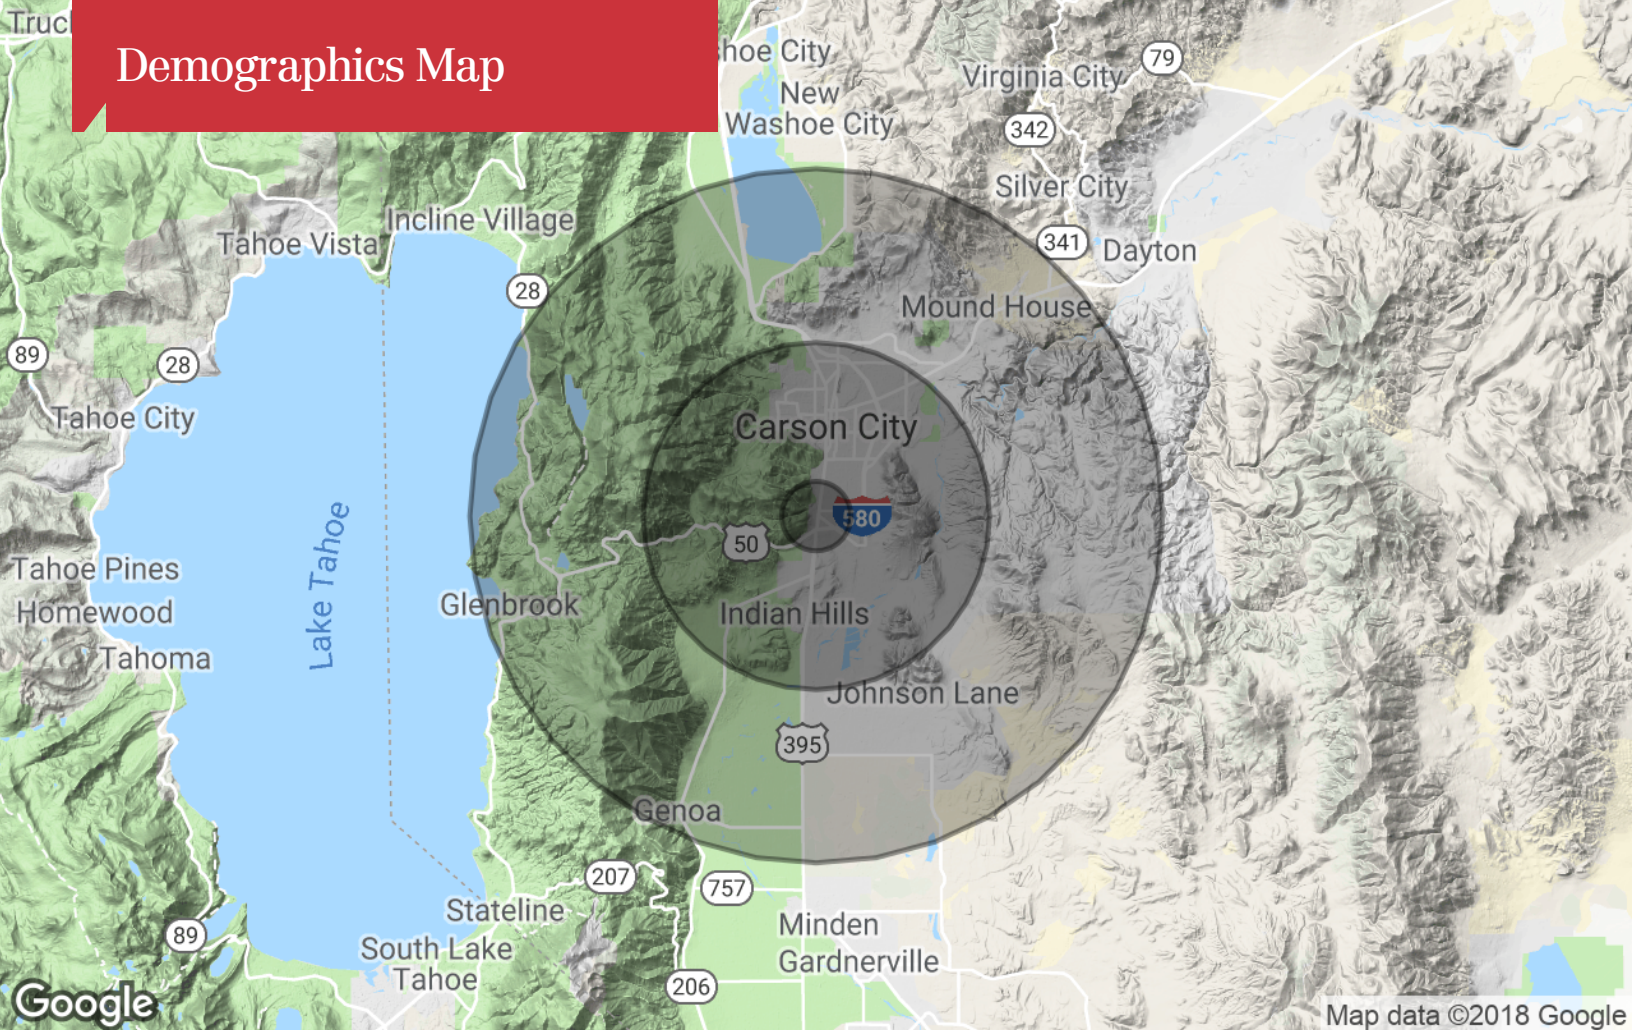 Demographics Map
shoe City
New
Washoe City
Virginia City
79
342
Silver City
341
Dayton
Incline Village
Tahoe Vista
28
Mound House
89
28
Tahoe City
Carson City
Lake Tahoe
580
50
Tahoe Pines
Homewood
Glenbrook
Indian Hills
Tahoma
Johnson Lane
395
Genoa
207
757
Stateline
89
South Lake
Tahoe
Minden
Gardnerville
206
Google
Map data ©2018 Google